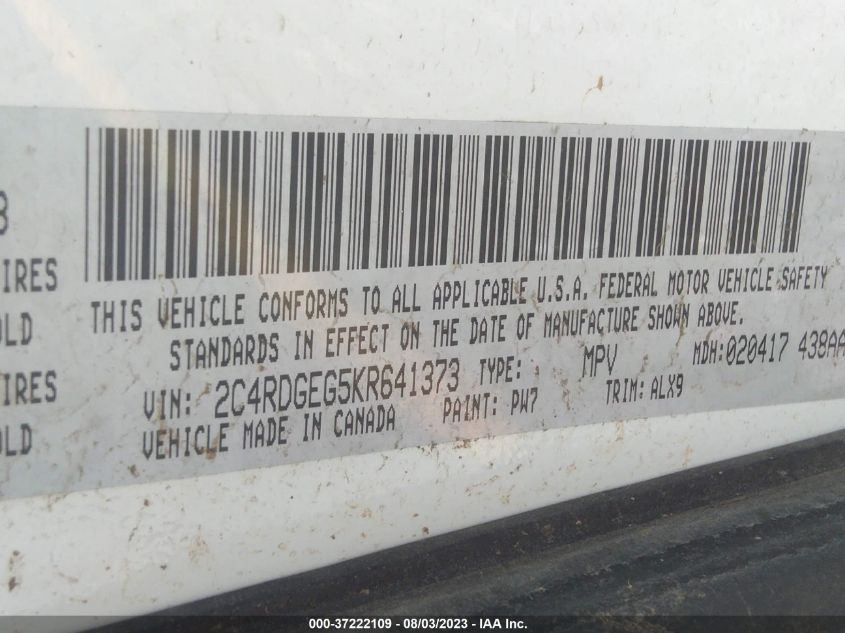 8
IRES
OLD
IRES
OLD
THIS VEHICLE CONFORMS TO ALL APPLICABLE U.S.A. FEDERAL MOTOR VEHICLE SAFETY
STANDARDS IN EFFECT ON THE DATE OF MANUFACTURE SHOWN ABOVE.
VIN: 2C4RDGEG5KR641373 TYPE: MPV MDH:020417 438AA
VEHICLE MADE IN CANADA PAINT: PW7 TRIM: ALX9
000-37222109 - 08/03/2023 - IAA Inc.